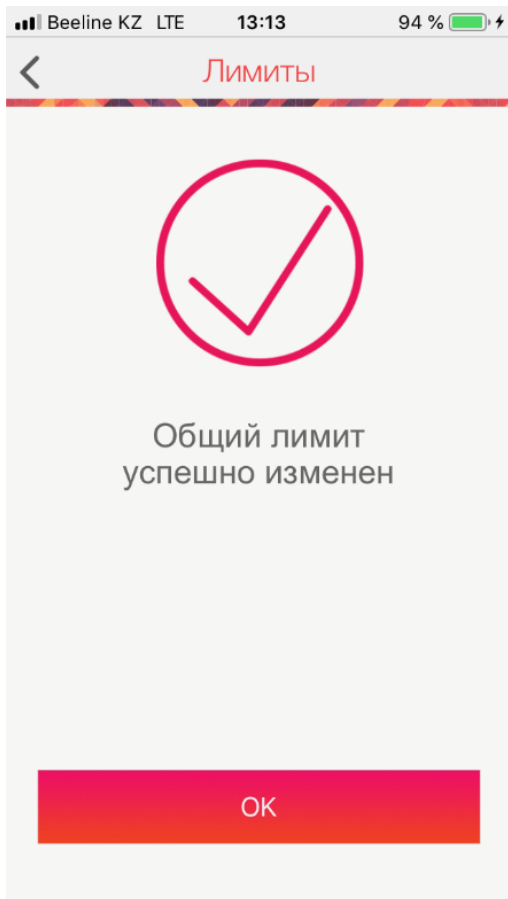 Beeline KZ LTE 13:13 94 %
Лимиты
Общий лимит
успешно изменен
OK